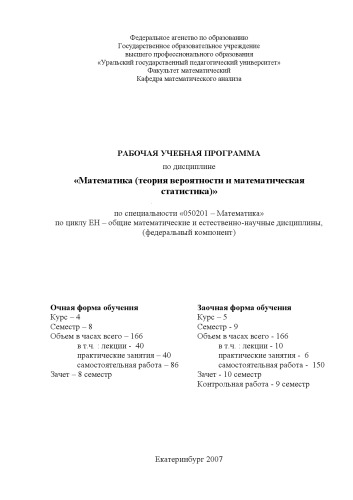 Федеральное агенство по образованию
Государственное образовательное учреждение
высшего профессионального образования
«Уральский государственный педагогический университет»
Факультет математический
Кафедра математического анализа
РАБОЧАЯ УЧЕБНАЯ ПРОГРАММА
по дисциплине
«Математика (теория вероятности и математическая
статистика)»
по специальности «050201 – Математика»
по циклу ЕН – общие математические и естественно-научные дисциплины,
(федеральный компонент)
Очная форма обучения
Курс – 4
Семестр – 8
Объем в часах всего – 166
в т.ч. : лекции - 40
практические занятия – 40
самостоятельная работа – 86
Зачет – 8 семестр
Заочная форма обучения
Курс – 5
Семестр - 9
Объем в часах всего - 166
в т.ч. : лекции - 10
практические занятия - 6
самостоятельная работа - 150
Зачет - 10 семестр
Контрольная работа - 9 семестр
Екатеринбург 2007